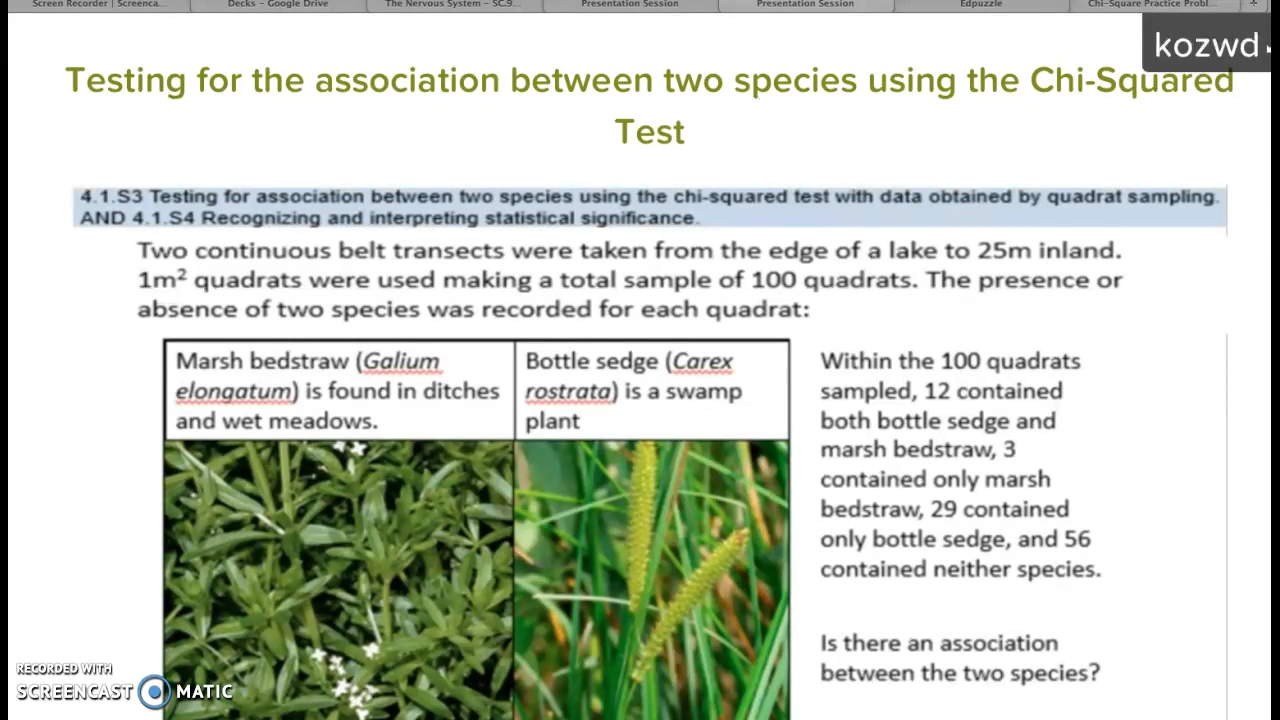 Screen Recorder | Screenca...
Decks – Google Drive
The Nervous System – SC.9...
Presentation Session
Presentation Session
Edpuzzle
Chi-Square Practice Probl...
+
kozwd
Testing for the association between two species using the Chi-Squared
Test
4.1.S3 Testing for association between two species using the chi-squared test with data obtained by quadrat sampling.
AND 4.1.S4 Recognizing and interpreting statistical significance.
Two continuous belt transects were taken from the edge of a lake to 25m inland.
1m² quadrats were used making a total sample of 100 quadrats. The presence or
absence of two species was recorded for each quadrat:
Marsh bedstraw (Galium
elongatum) is found in ditches
and wet meadows.
Bottle sedge (Carex
rostrata) is a swamp
plant
Within the 100 quadrats
sampled, 12 contained
both bottle sedge and
marsh bedstraw, 3
contained only marsh
bedstraw, 29 contained
only bottle sedge, and 56
contained neither species.
Is there an association
between the two species?
RECORDED WITH
SCREENCAST MATIC